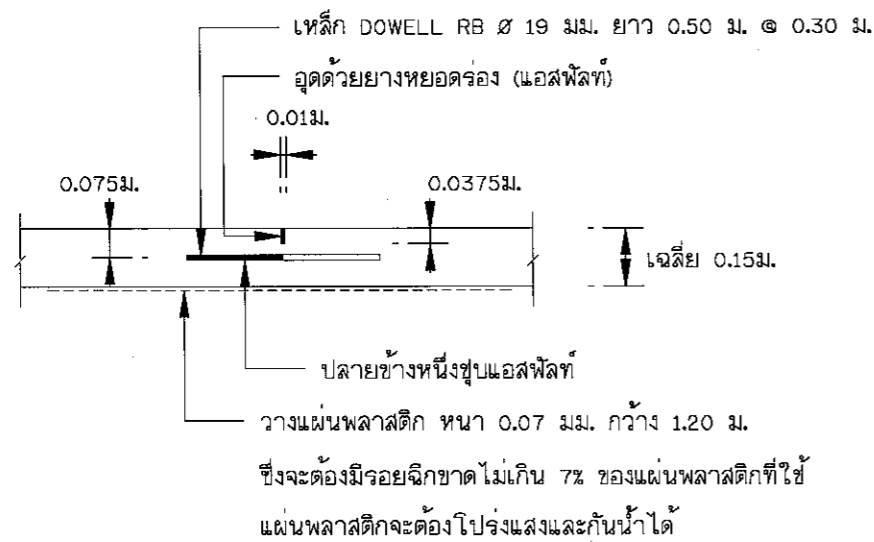 เหล็ก DOWELL RB Ø 19 มม. ยาว 0.50 ม. @ 0.30 ม.
อุดด้วยยางหยอดร่อง (แอสฟัลท์)
0.01ม.
0.075ม.
0.0375ม.
เฉลี่ย 0.15ม.
ปลายข้างหนึ่งชุบแอสฟัลท์
วางแผ่นพลาสติก หนา 0.07 มม. กว้าง 1.20 ม.
ซึ่งจะต้องมีรอยฉีกขาดไม่เกิน 7% ของแผ่นพลาสติกที่ใช้
แผ่นพลาสติกจะต้องโปร่งแสงและกันน้ำได้